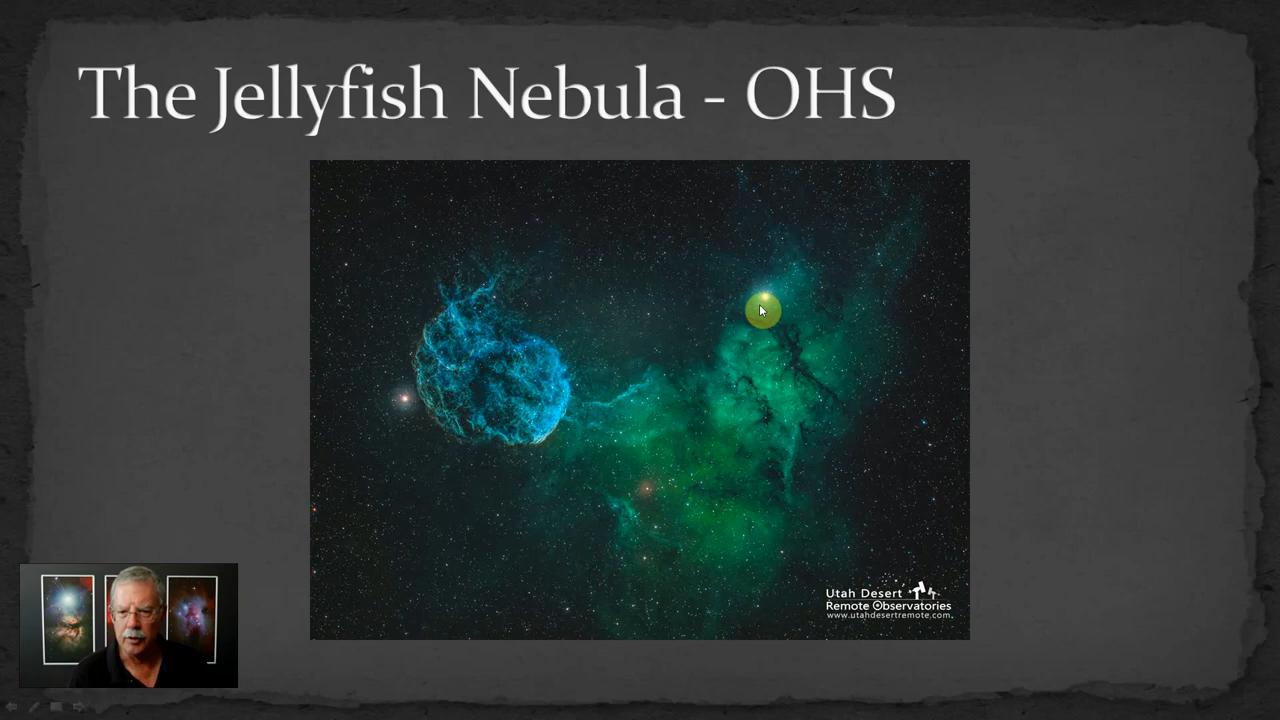 The Jellyfish Nebula - OHS
Utah Desert
Remote Observatories
www.utahdesertremote.com